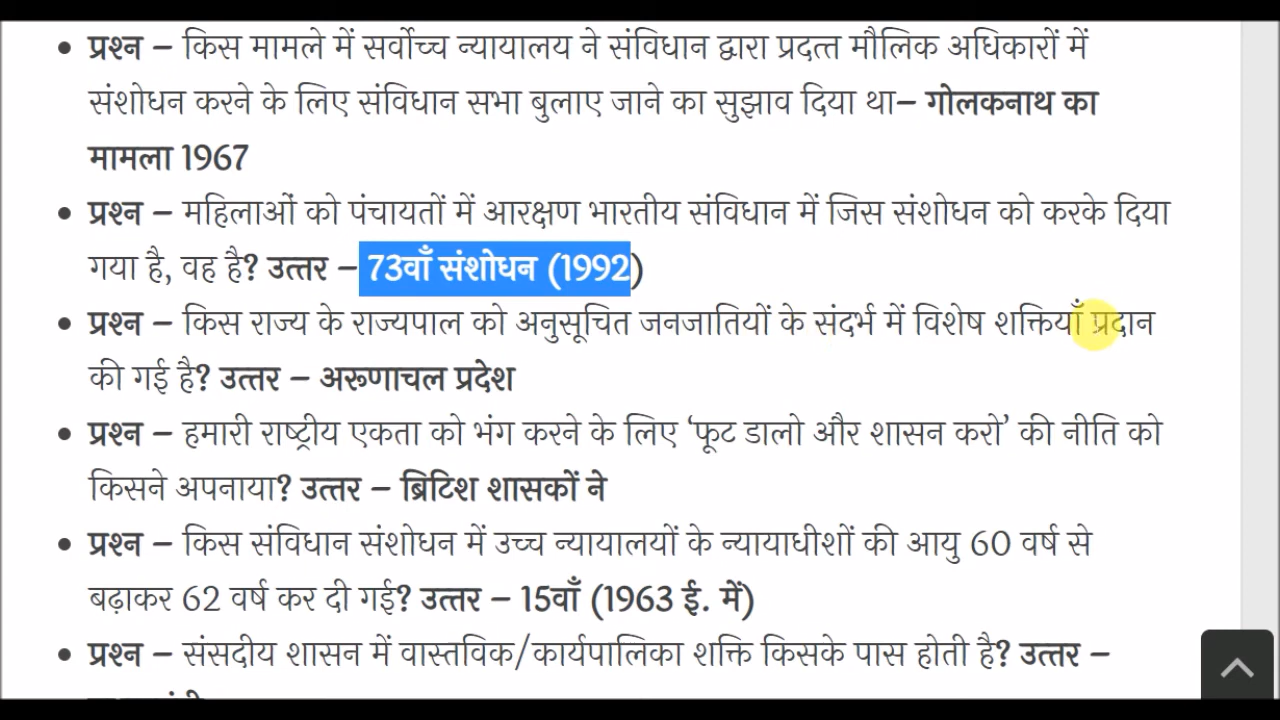 प्रश्न – किस मामले में सर्वोच्च न्यायालय ने संविधान द्वारा प्रदत्त मौलिक अधिकारों में
संशोधन करने के लिए संविधान सभा बुलाए जाने का सुझाव दिया था– गोलकनाथ का
मामला 1967
प्रश्न – महिलाओं को पंचायतों में आरक्षण भारतीय संविधान में जिस संशोधन को करके दिया
गया है, वह है? उत्तर – 73वाँ संशोधन (1992)
प्रश्न – किस राज्य के राज्यपाल को अनुसूचित जनजातियों के संदर्भ में विशेष शक्तियाँ प्रदान
की गई है? उत्तर – अरूणाचल प्रदेश
प्रश्न – हमारी राष्ट्रीय एकता को भंग करने के लिए ‘फूट डालो और शासन करो’ की नीति को
किसने अपनाया? उत्तर – ब्रिटिश शासकों ने
प्रश्न – किस संविधान संशोधन में उच्च न्यायालयों के न्यायाधीशों की आयु 60 वर्ष से
बढ़ाकर 62 वर्ष कर दी गई? उत्तर – 15वाँ (1963 ई. में)
प्रश्न – संसदीय शासन में वास्तविक/कार्यपालिका शक्ति किसके पास होती है? उत्तर –